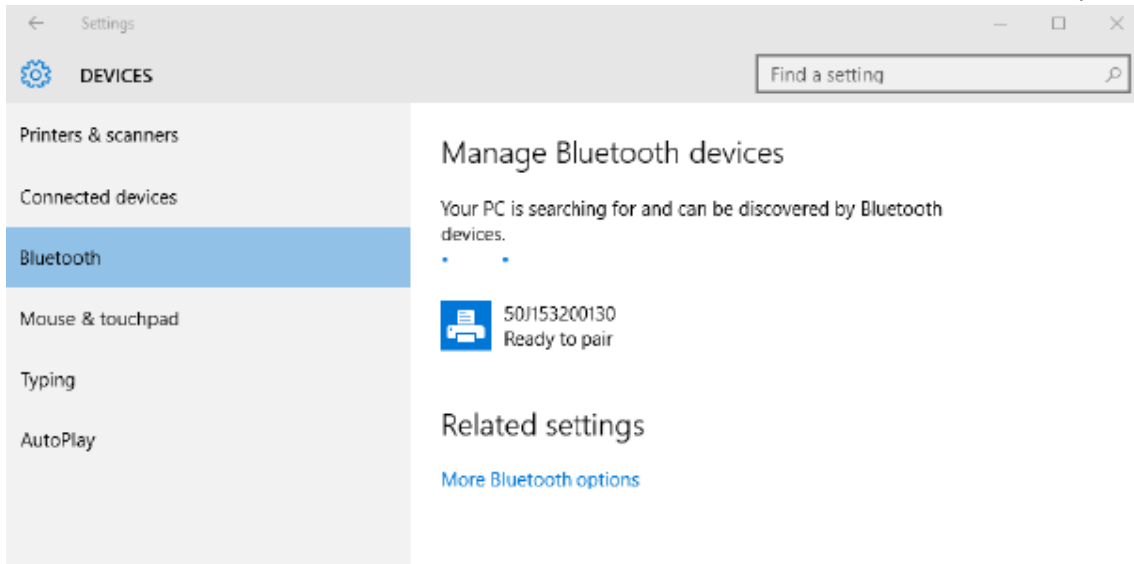 Settings
DEVICES
Find a setting
Printers & scanners
Connected devices
Bluetooth
Mouse & touchpad
Typing
AutoPlay
Manage Bluetooth devices
Your PC is searching for and can be discovered by Bluetooth
devices.
50J153200130
Ready to pair
Related settings
More Bluetooth options